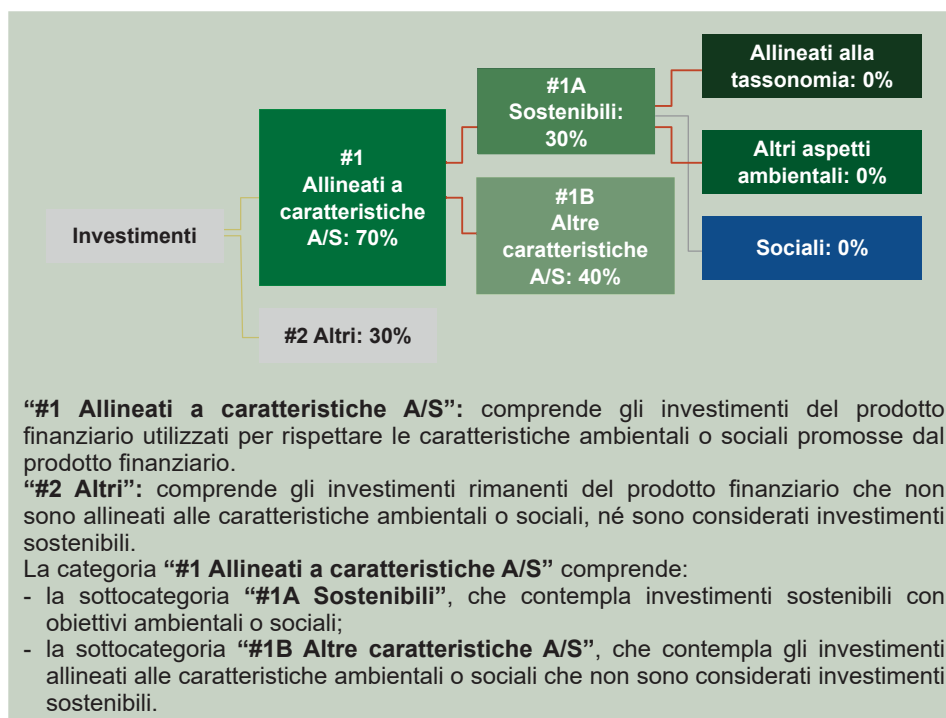 Investimenti
#1
Allineati a
caratteristiche
A/S: 70%
#2 Altri: 30%
#1A
Sostenibili:
30%
#1B
Altre
caratteristiche
A/S: 40%
Allineati alla
tassonomia: 0%
Altri aspetti
ambientali: 0%
Sociali: 0%
“#1 Allineati a caratteristiche A/S”: comprende gli investimenti del prodotto
finanziario utilizzati per rispettare le caratteristiche ambientali o sociali promosse dal
prodotto finanziario.
“#2 Altri”: comprende gli investimenti rimanenti del prodotto finanziario che non
sono allineati alle caratteristiche ambientali o sociali, né sono considerati investimenti
sostenibili.
La categoria “#1 Allineati a caratteristiche A/S” comprende:
- la sottocategoria “#1A Sostenibili”, che contempla investimenti sostenibili con
obiettivi ambientali o sociali;
- la sottocategoria “#1B Altre caratteristiche A/S”, che contempla gli investimenti
allineati alle caratteristiche ambientali o sociali che non sono considerati investimenti
sostenibili.